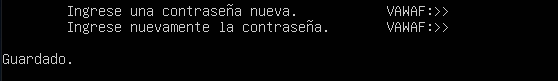 Ingrese una contraseña nueva. VAWAF:>>
Ingrese nuevamente la contraseña. VAWAF:>>
Guardado.